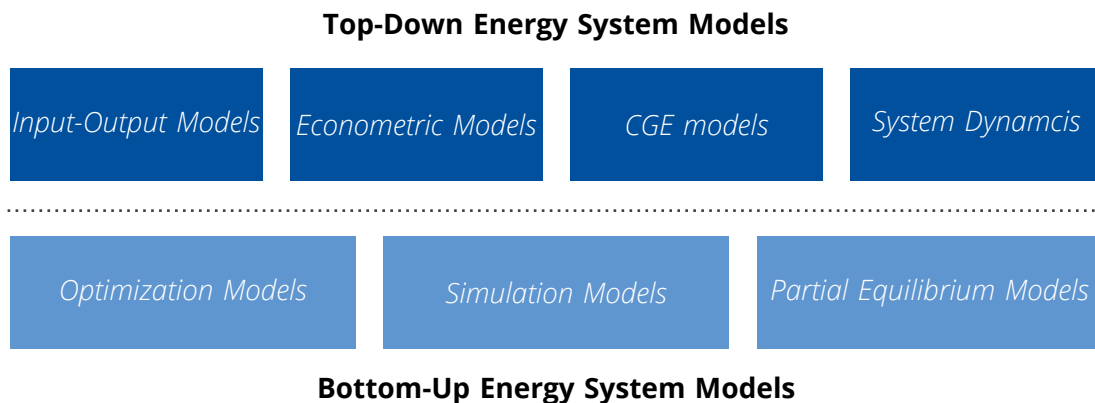 Top-Down Energy System Models
Input-Output Models
Econometric Models
CGE models
System Dynamcis
Optimization Models
Simulation Models
Partial Equilibrium Models
Bottom-Up Energy System Models